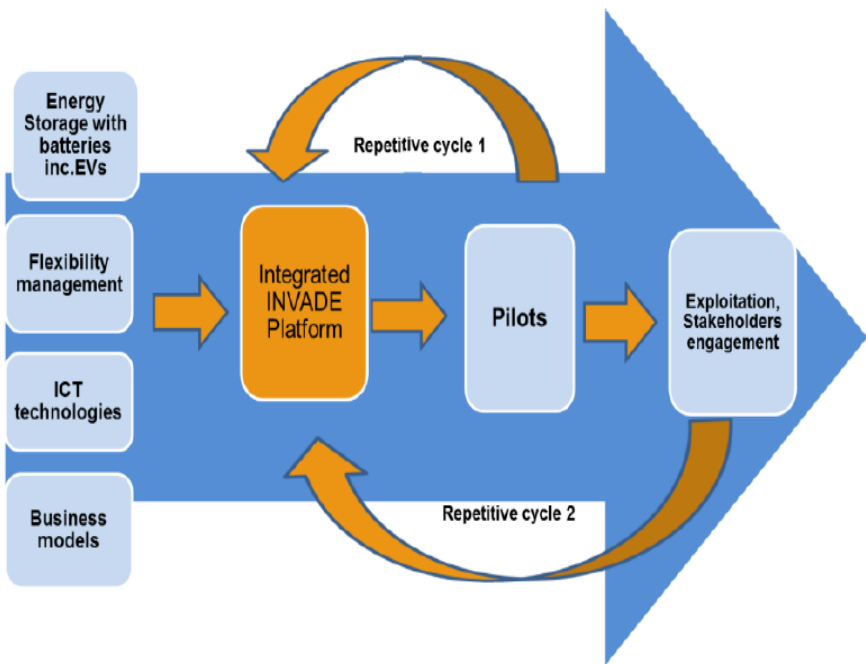 Energy
Storage with
batteries
inc.EVs
Repetitive cycle 1
Flexibility
management
Integrated
INVADE
Platform
Pilots
Exploitation,
Stakeholders
engagement
ICT
technologies
Business
models
Repetitive cycle 2